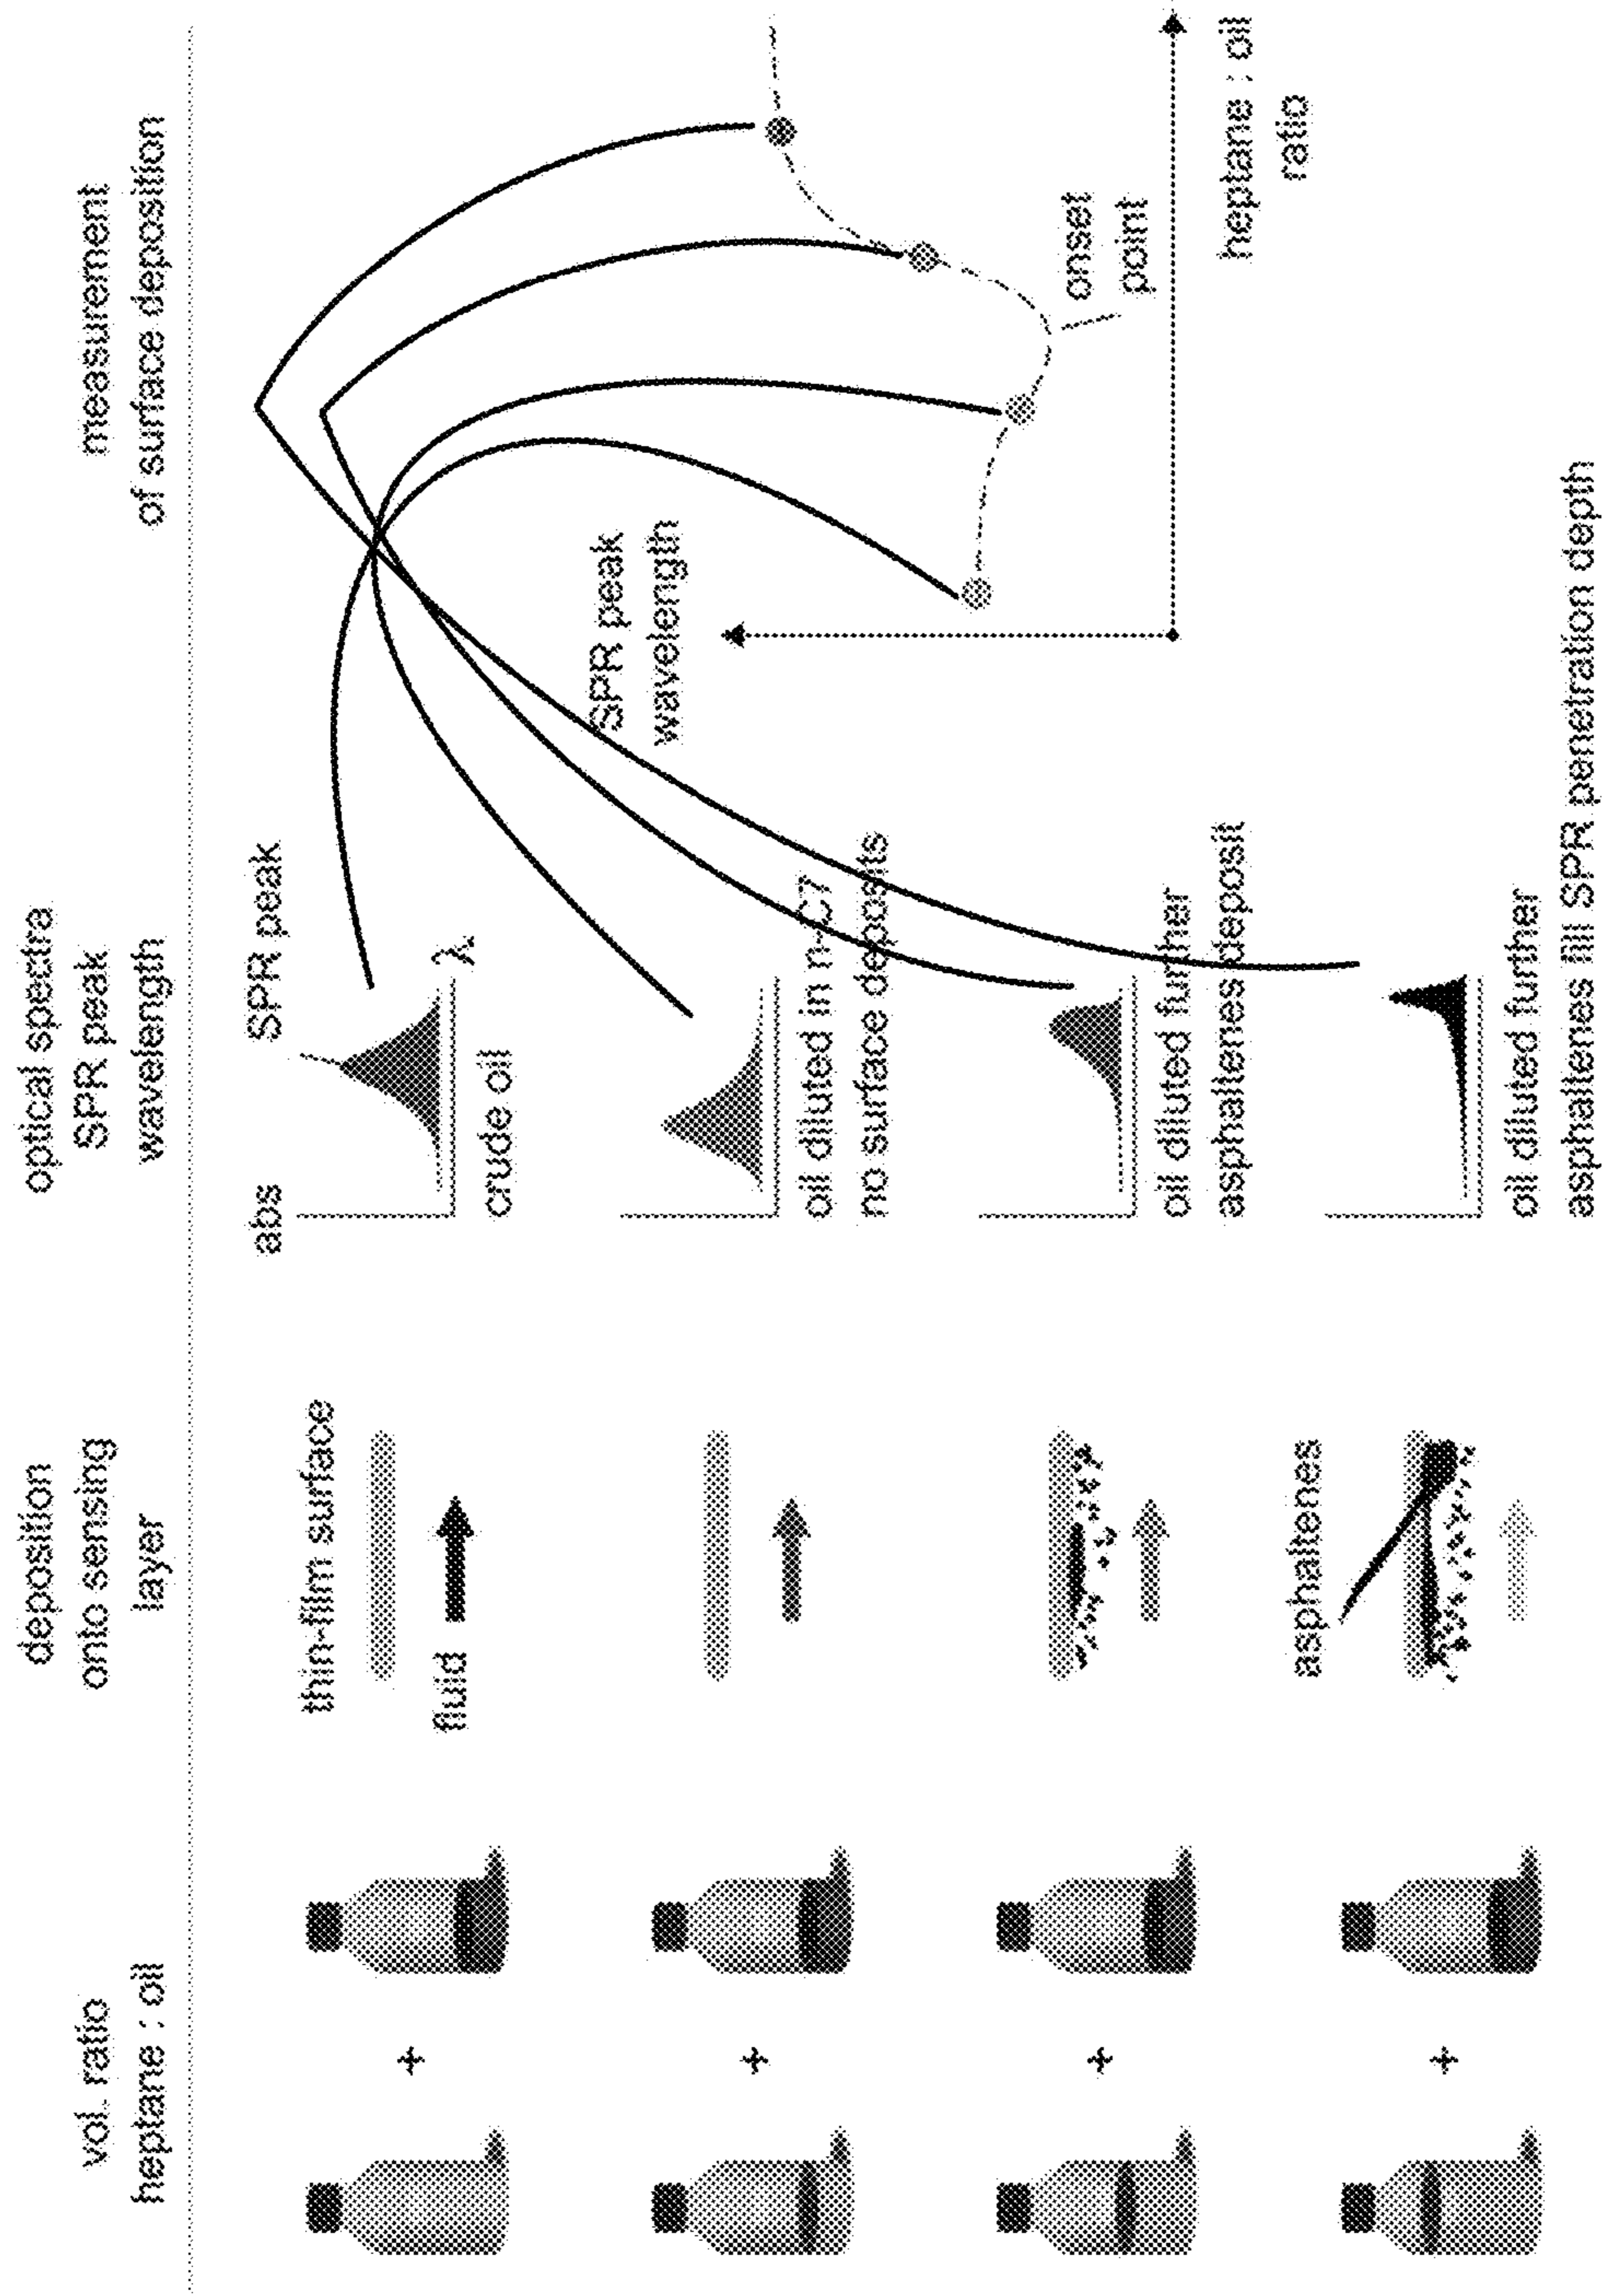 vol. ratio
heptane : oil
deposition
onto sensing
layer
optical spectra
SPR peak
wavelength
measurement
of surface deposition
+
thin-film surface
fluid
abs
SPR peak
λ
crude oil
+
oil diluted in n-C7
no surface deposits
+
oil diluted further
asphaltenes deposit
+
asphaltenes
oil diluted further
asphaltenes fill SPR penetration depth
SPR peak
wavelength
onset
point
heptane : oil
ratio